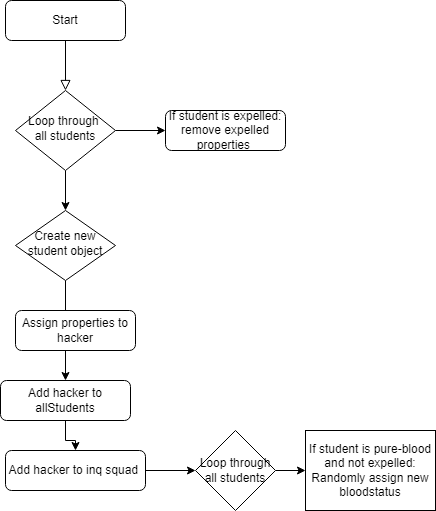 Start
Loop through
all students
If student is expelled:
remove expelled
properties
Create new
student object
Assign properties to
hacker
Add hacker to
allStudents
Add hacker to inq squad
Loop through
all students
If student is pure-blood
and not expelled:
Randomly assign new
bloodstatus